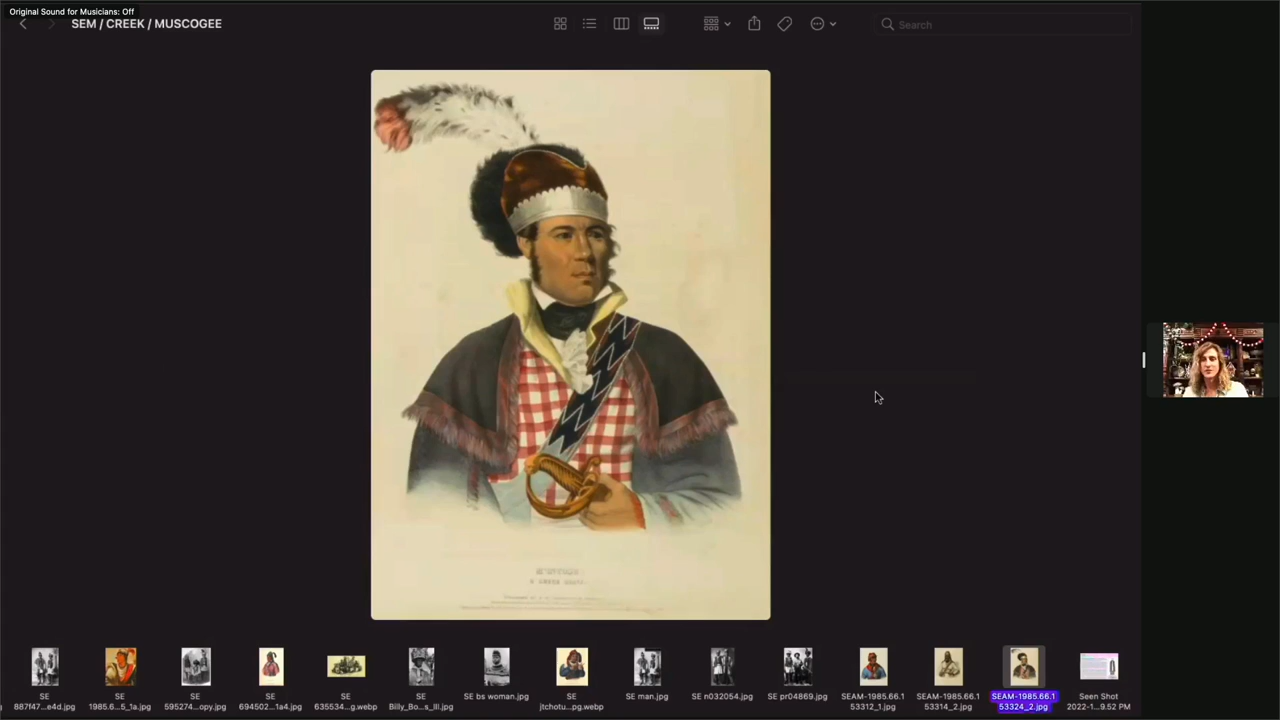 Original Sound for Musicians: Off
SEM / CREEK / MUSCOGEE
Search
SE
887f47...e4d.jpg
SE
1985.6...5_1a.jpg
SE
595274...opy.jpg
SE
694502...1a4.jpg
SE
635534...g.webp
SE
Billy_Bo...s_III.jpg
SE bs woman.jpg
SE
jtchotu...p.webp
SE man.jpg
SE n032054.jpg
SE pr04869.jpg
SEAM-1985.66.1
53312_1.jpg
SEAM-1985.66.1
53314_2.jpg
SEAM-1985.66.1
53324_2.jpg
Seen Shot
2022-1...9.52 PM